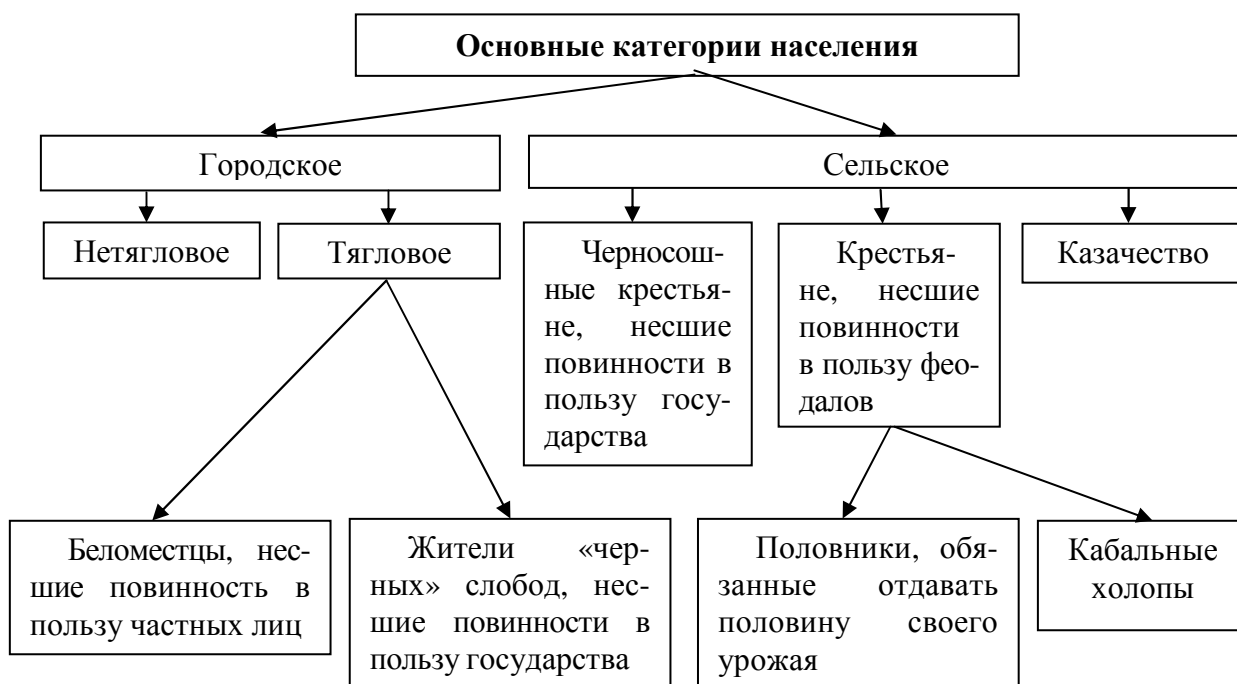 Основные категории населения
Городское
Сельское
Нетягловое
Тягловое
Черносош-
ные крестья-
не, несшие
повинности в
пользу госу-
дарства
Крестья-
не, несшие
повинности
в пользу фео-
далов
Казачество
Беломестцы, нес-
шие повинность в
пользу частных лиц
Жители «чер-
ных» слобод, нес-
шие повинности в
пользу государства
Половники, обя-
занные отдавать
половину своего
урожая
Кабальные
холопы